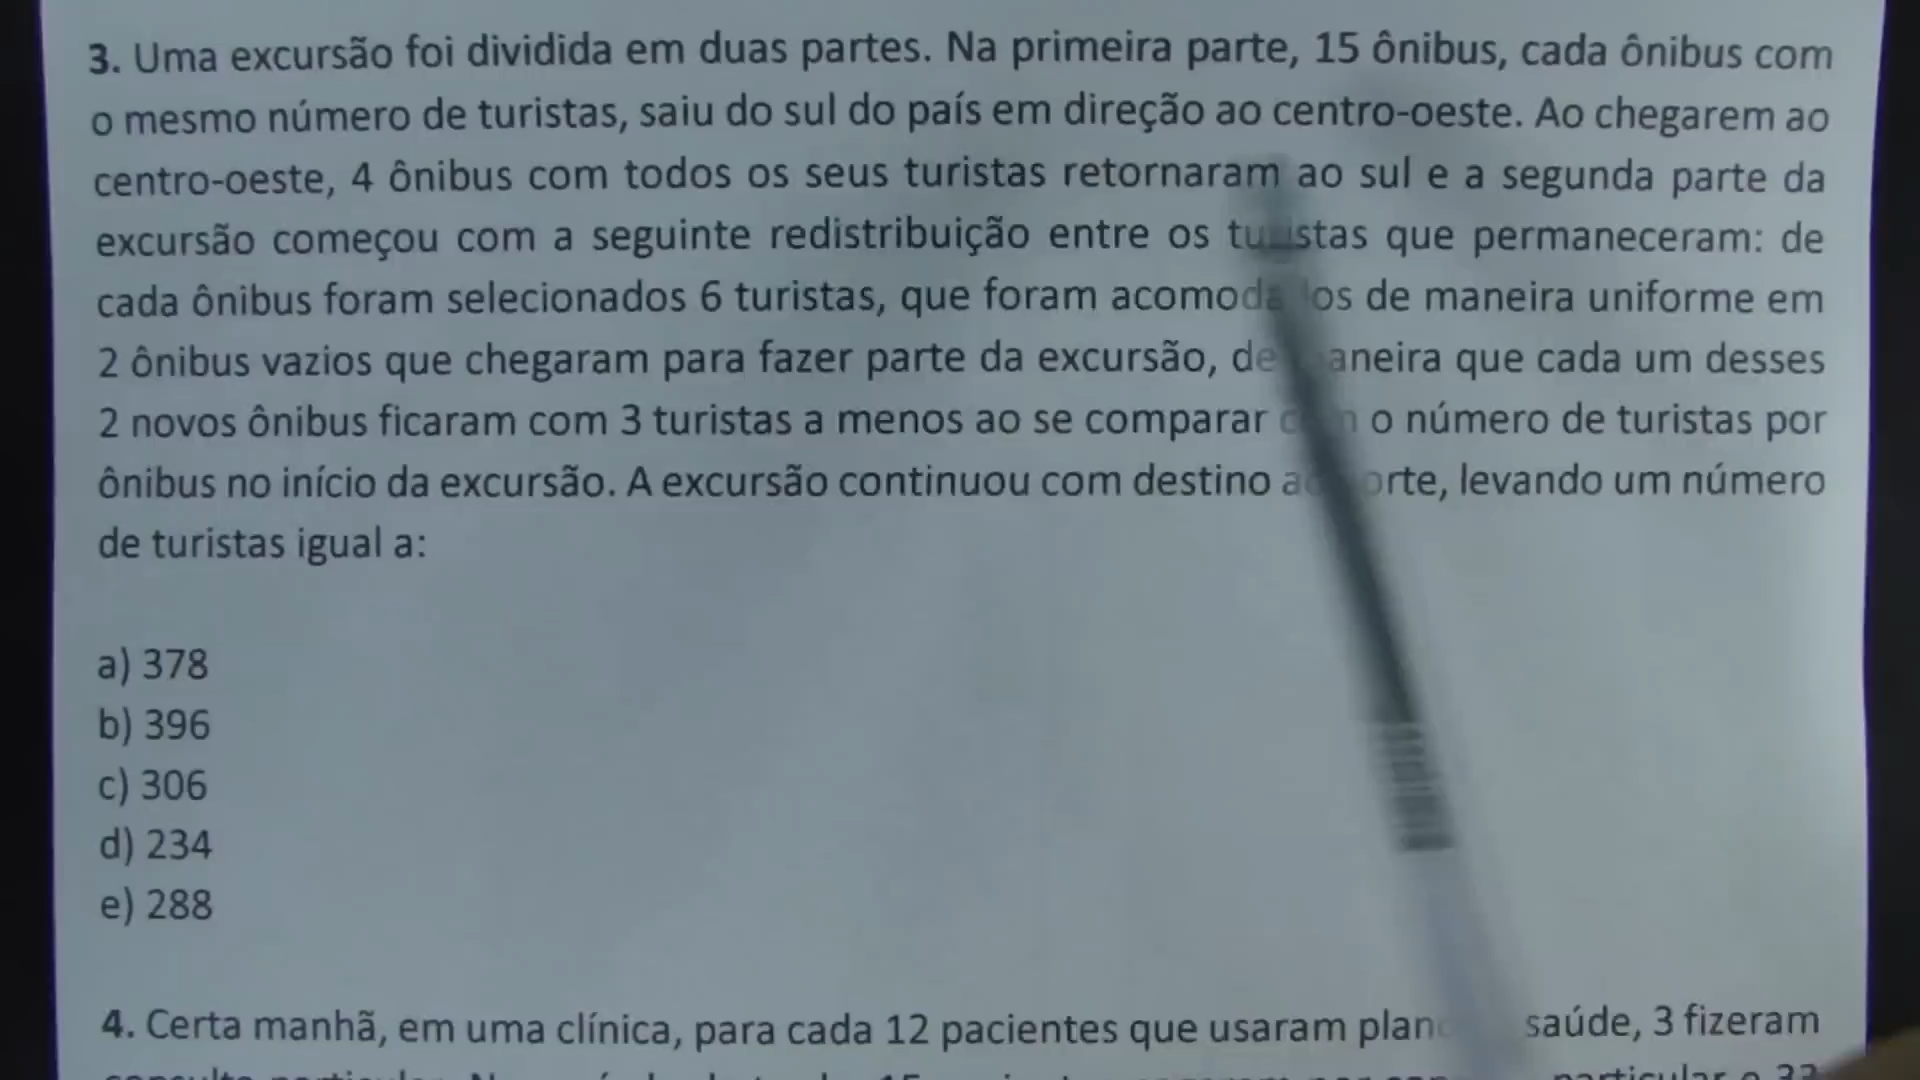 3. Uma excursão foi dividida em duas partes. Na primeira parte, 15 ônibus, cada ônibus com
o mesmo número de turistas, saiu do sul do país em direção ao centro-oeste. Ao chegarem ao
centro-oeste, 4 ônibus com todos os seus turistas retornaram ao sul e a segunda parte da
excursão começou com a seguinte redistribuição entre os turistas que permaneceram: de
cada ônibus foram selecionados 6 turistas, que foram acomodados de maneira uniforme em
2 ônibus vazios que chegaram para fazer parte da excursão, de maneira que cada um desses
2 novos ônibus ficaram com 3 turistas a menos ao se comparar com o número de turistas por
ônibus no início da excursão. A excursão continuou com destino ao norte, levando um número
de turistas igual a:
a) 378
b) 396
c) 306
d) 234
e) 288
4. Certa manhã, em uma clínica, para cada 12 pacientes que usaram plano saúde, 3 fizeram